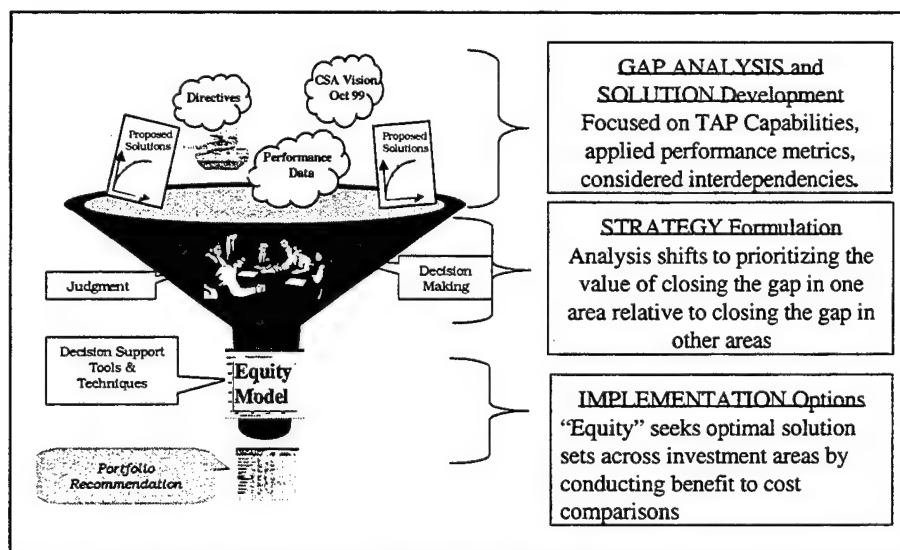 CSA Vision
Oct 99
Directives
Proposed
Solutions
Performance
Data
Proposed
Solutions
Judgment
Decision
Making
Decision Support
Tools &
Techniques
Equity
Model
Portfolio
Recommendation
GAP ANALYSIS and
SOLUTION Development
Focused on TAP Capabilities,
applied performance metrics,
considered interdependencies.
STRATEGY Formulation
Analysis shifts to prioritizing the
value of closing the gap in one
area relative to closing the gap in
other areas
IMPLEMENTATION Options
“Equity” seeks optimal solution
sets across investment areas by
conducting benefit to cost
comparisons